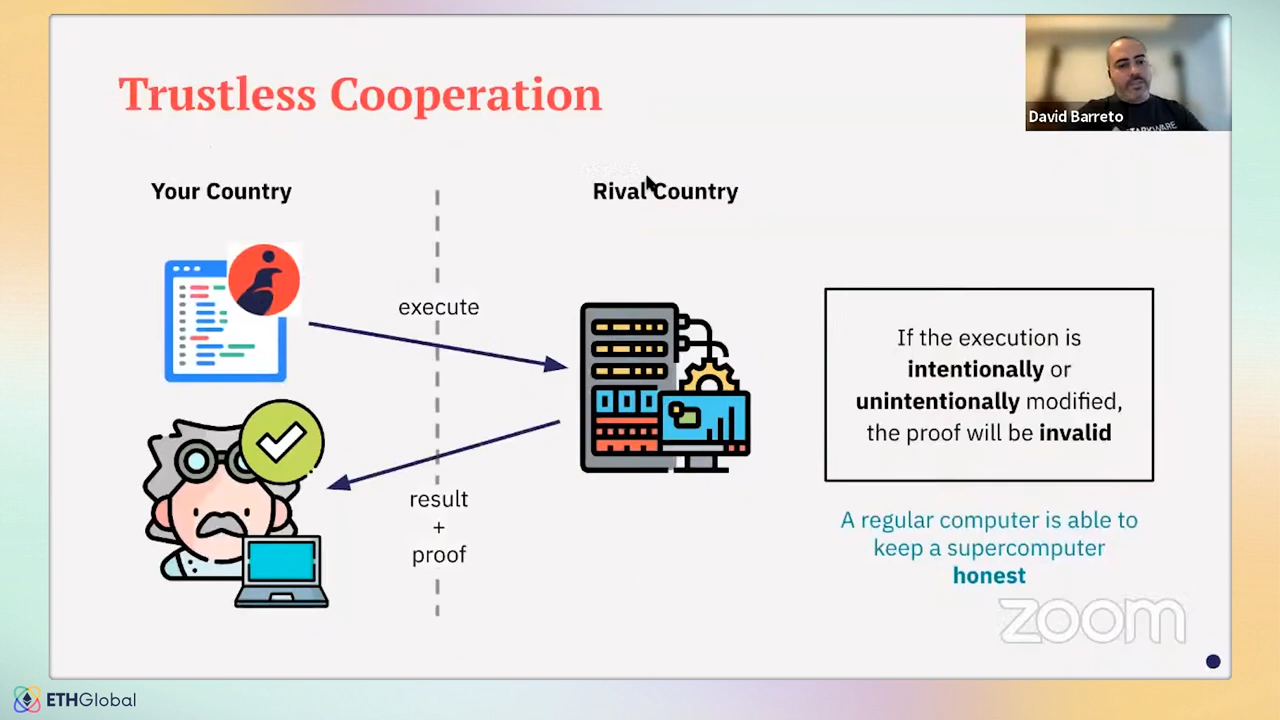 Trustless Cooperation
David Barreto
Your Country
Rival Country
execute
result
+
proof
If the execution is
intentionally or
unintentionally modified,
the proof will be invalid
A regular computer is able to
keep a supercomputer
honest
zoom
ETHGlobal